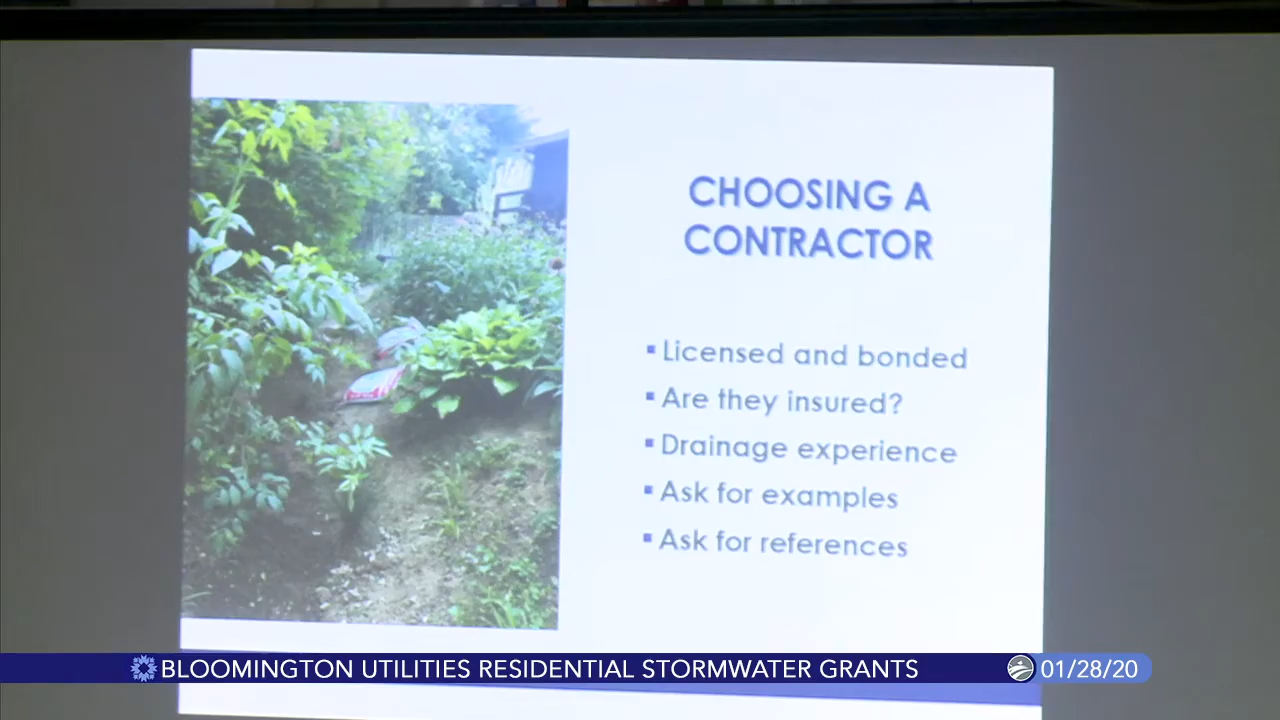 CHOOSING A
CONTRACTOR
▪ Licensed and bonded
▪ Are they insured?
▪ Drainage experience
▪ Ask for examples
▪ Ask for references
BLOOMINGTON UTILITIES RESIDENTIAL STORMWATER GRANTS
01/28/20